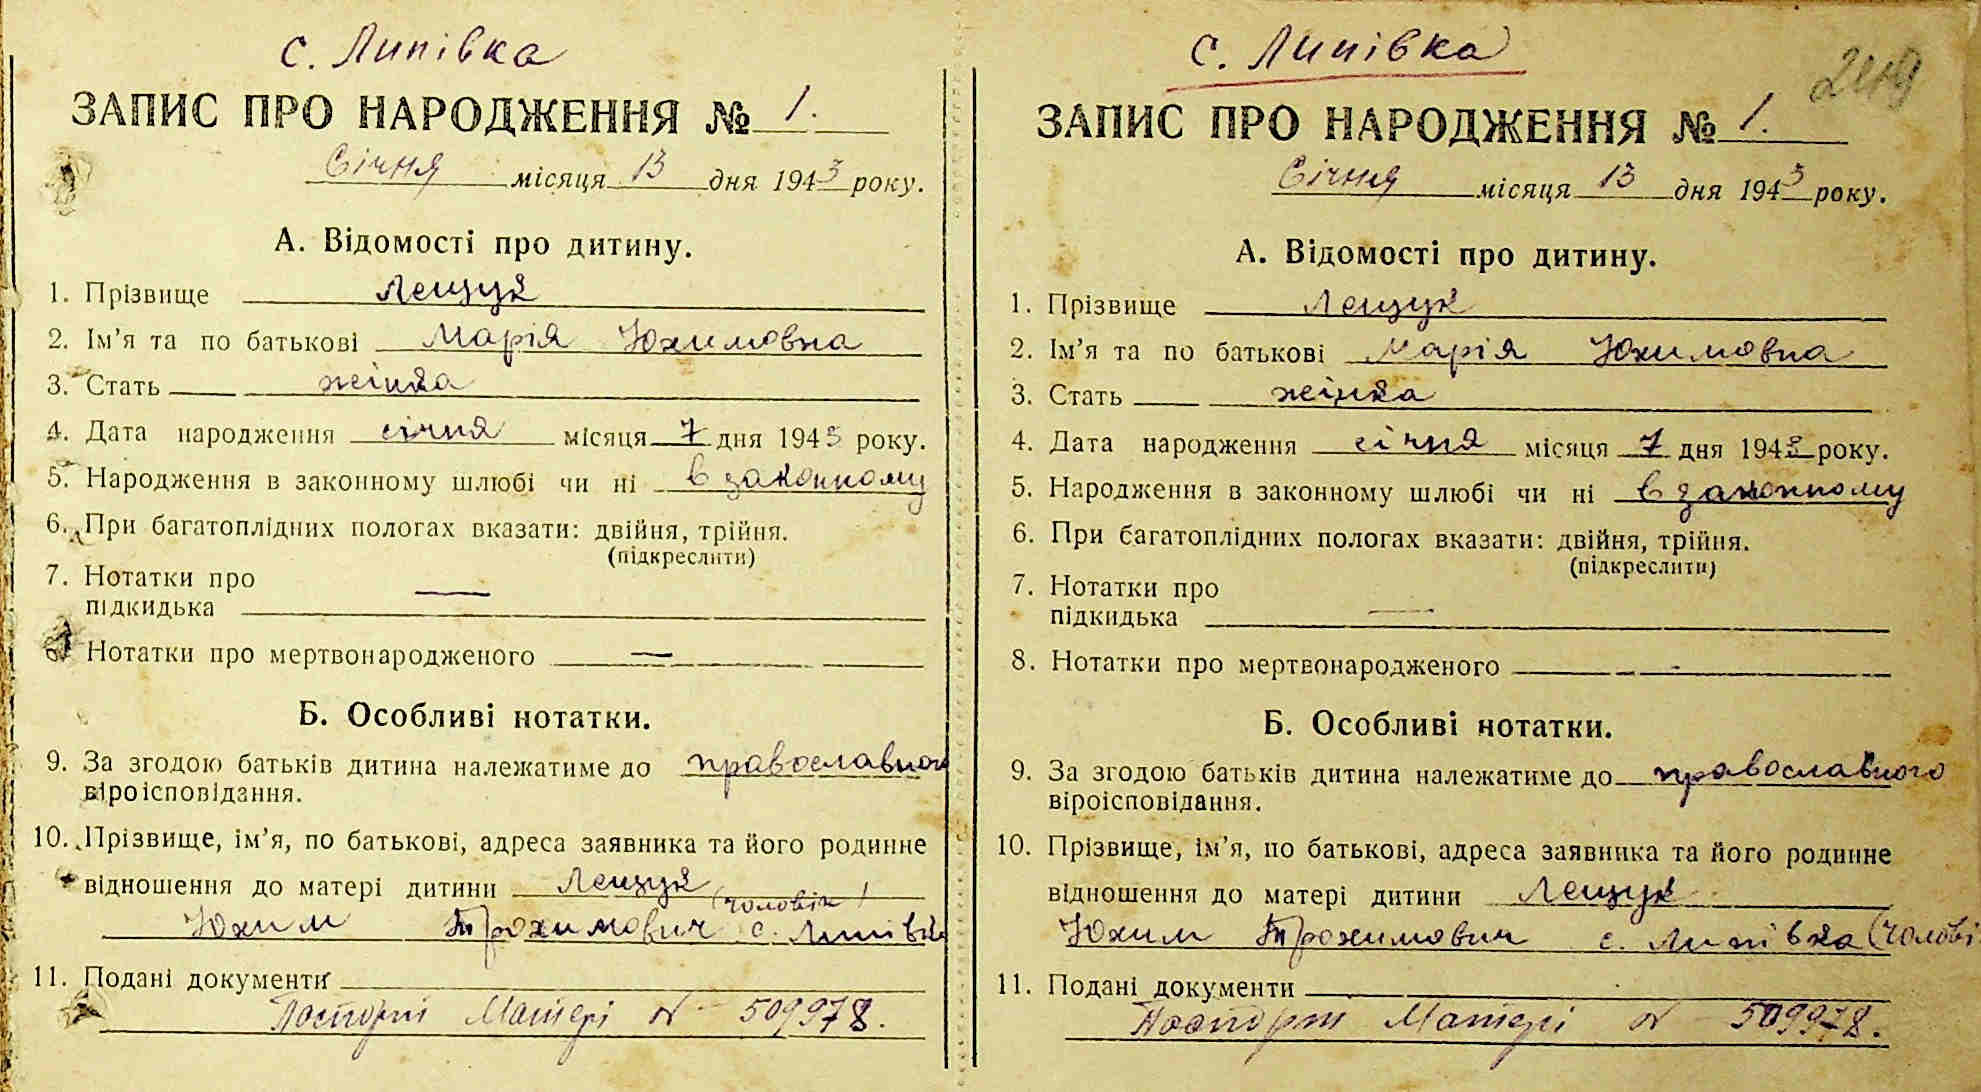 с. Липівка
ЗАПИС ПРО НАРОДЖЕННЯ № 1.
Січня місяця 13 дня 1943 року.
А. Відомості про дитину.
1. Прізвище Лещук
2. Ім'я та по батькові Марія Юхимовна
3. Стать жінка
4. Дата народження січня місяця 7 дня 1943 року.
5. Народження в законному шлюбі чи ні в законному
6. При багатоплідних пологах вказати: двійня, трійня.
(підкреслити)
7. Нотатки про —
підкидька
Нотатки про мертвонародженого —
Б. Особливі нотатки.
9. За згодою батьків дитина належатиме до православног
віроісповідання.
10. Прізвище, ім'я, по батькові, адреса заявника та його родинне
відношення до матері дитини Лещук (чоловік)
Юхим Трохимович с. Липівк
11. Подані документи
Паспорт Матері N 509978.
с. Липівка
249
ЗАПИС ПРО НАРОДЖЕННЯ № 1.
Січня місяця 13 дня 1943 року.
А. Відомості про дитину.
1. Прізвище Лещук
2. Ім'я та по батькові Марія Юхимовна
3. Стать жінка
4. Дата народження січня місяця 7 дня 1943 року.
5. Народження в законному шлюбі чи ні в законному
6. При багатоплідних пологах вказати: двійня, трійня.
(підкреслити)
7. Нотатки про —
підкидька
8. Нотатки про мертвонародженого -
Б. Особливі нотатки.
9. За згодою батьків дитина належатиме до православного
віроісповідання.
10. Прізвище, ім'я, по батькові, адреса заявника та його родинне
відношення до матері дитини Лещук
Юхим Трохимович с. Липівка (чолові
11. Подані документи
Паспорт Матері N 509978.